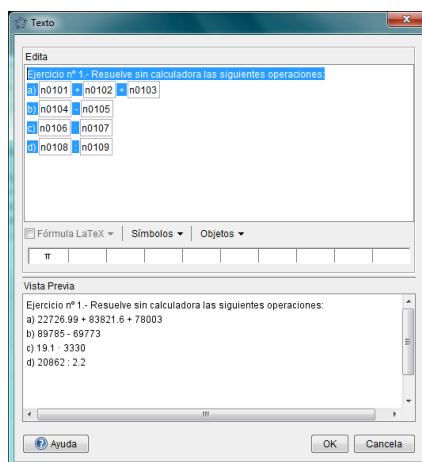 Texto
Edita
Ejercicio nº 1.- Resuelve sin calculadora las siguientes operaciones:
a) n0101 + n0102 + n0103
b) n0104 - n0105
c) n0106 · n0107
d) n0108 : n0109
Fórmula LaTeX Símbolos Objetos
π
Vista Previa
Ejercicio nº 1.- Resuelve sin calculadora las siguientes operaciones:
a) 22726.99 + 83821.6 + 78003
b) 89785 - 69773
c) 19.1 · 3330
d) 20862 : 2.2
Ayuda OK Cancela